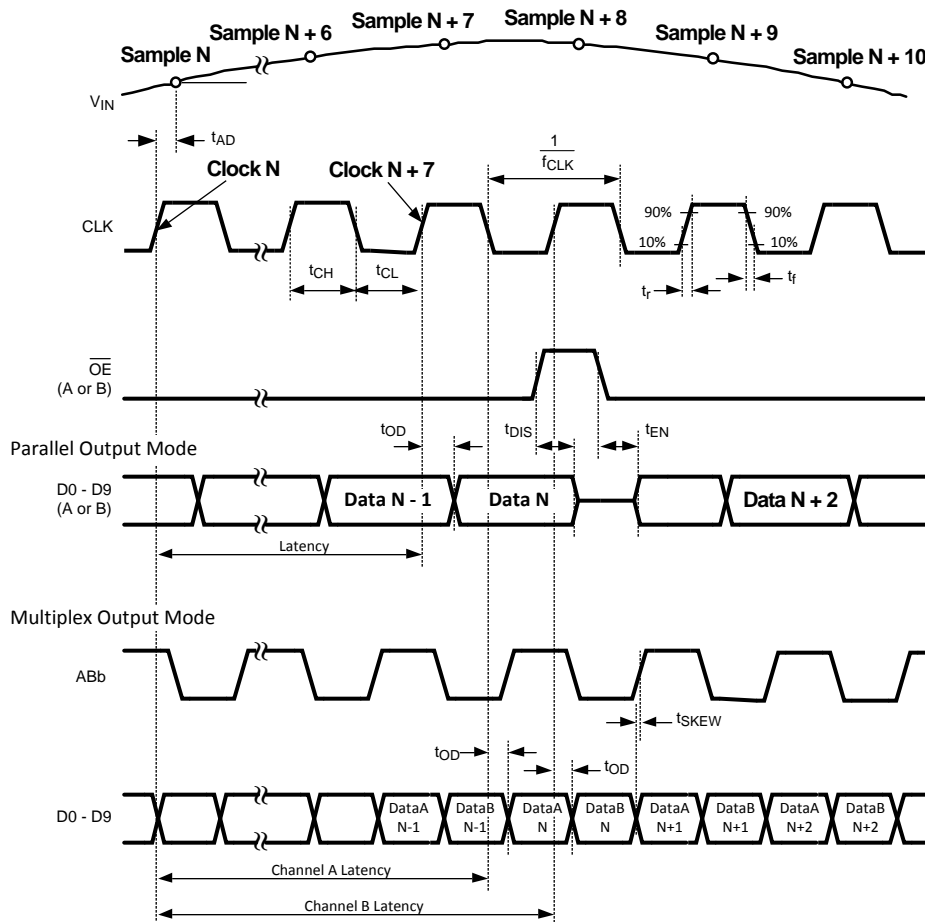 Sample N
Sample N + 6
Sample N + 7
Sample N + 8
Sample N + 9
Sample N + 10
VIN
tAD
Clock N
Clock N + 7
1
fCLK
CLK
90%
90%
10%
10%
tCH
tCL
tr
tf
OE
(A or B)
tOD
tDIS
tEN
Parallel Output Mode
D0 - D9
(A or B)
Data N - 1
Data N
Data N + 2
Latency
Multiplex Output Mode
ABb
tSKEW
tOD
tOD
D0 - D9
DataA
N-1
DataB
N-1
DataA
N
DataB
N
DataA
N+1
DataB
N+1
DataA
N+2
DataB
N+2
Channel A Latency
Channel B Latency